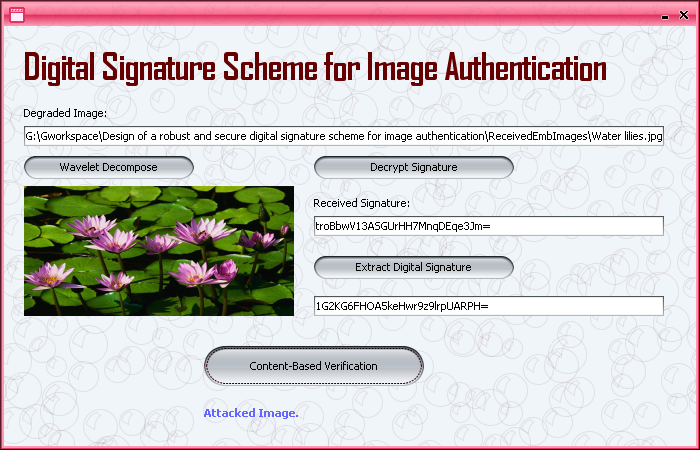 Digital Signature Scheme for Image Authentication
Degraded Image:
G:\Gworkspace\Design of a robust and secure digital signature scheme for image authentication\ReceivedEmbImages\Water lilies.jpg
Wavelet Decompose
Decrypt Signature
Received Signature:
troBbwV13ASGUrHH7MnqDEqe3Jm=
Extract Digital Signature
1G2KG6FHOA5keHwr9z9lrpUARPH=
Content-Based Verification
Attacked Image.